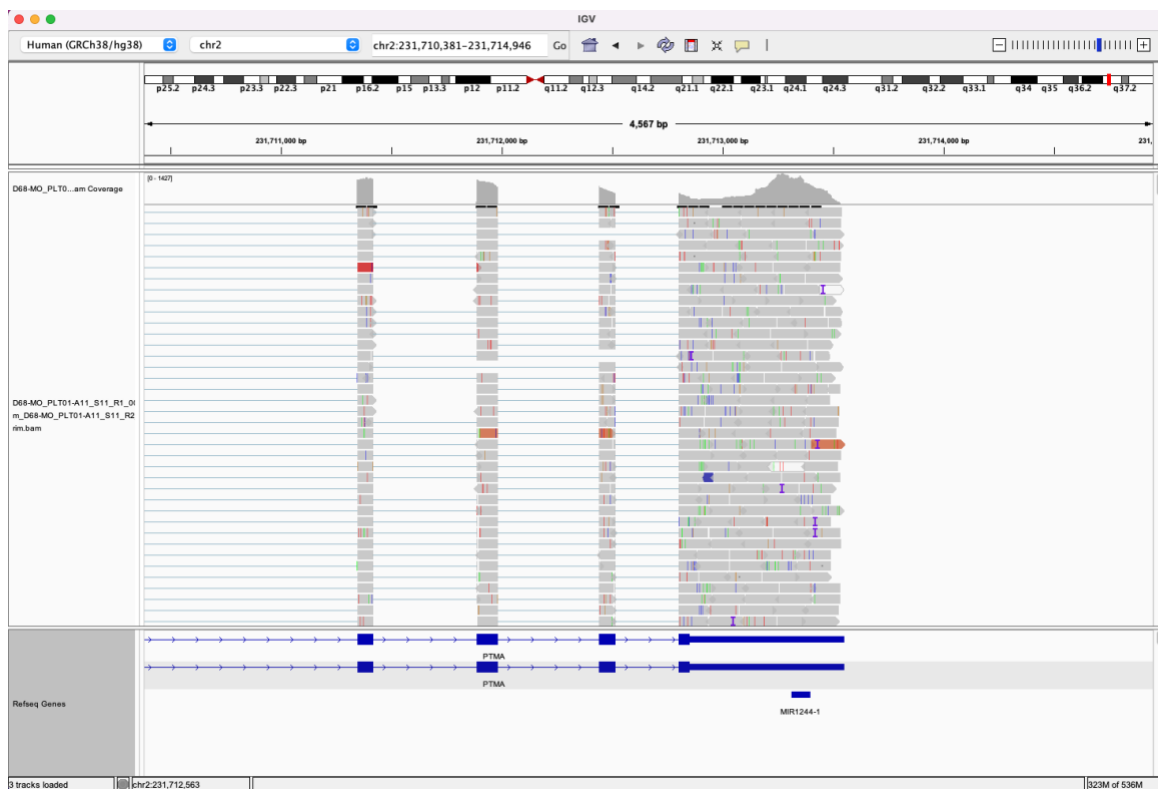 IGV
Human (GRCh38/hg38) chr2 chr2:231,710,381-231,714,946 Go
p25.2 p24.3 p23.3 p22.3 p21 p16.2 p15 p13.3 p12 p11.2 q11.2 q12.3 q14.2 q21.1 q22.1 q23.1 q24.1 q24.3 q31.2 q32.2 q33.1 q34 q35 q36.2 q37.2
4,567 bp
231,711,000 bp 231,712,000 bp 231,713,000 bp 231,714,000 bp 231,
[0 - 1427]
D68-MO_PLT0...am Coverage
D68-MO_PLT01-A11_S11_R1_0(
m_D68-MO_PLT01-A11_S11_R2
rim.bam
PTMA
PTMA
Refseq Genes
MIR1244-1
3 tracks loaded chr2:231,712,563 323M of 536M